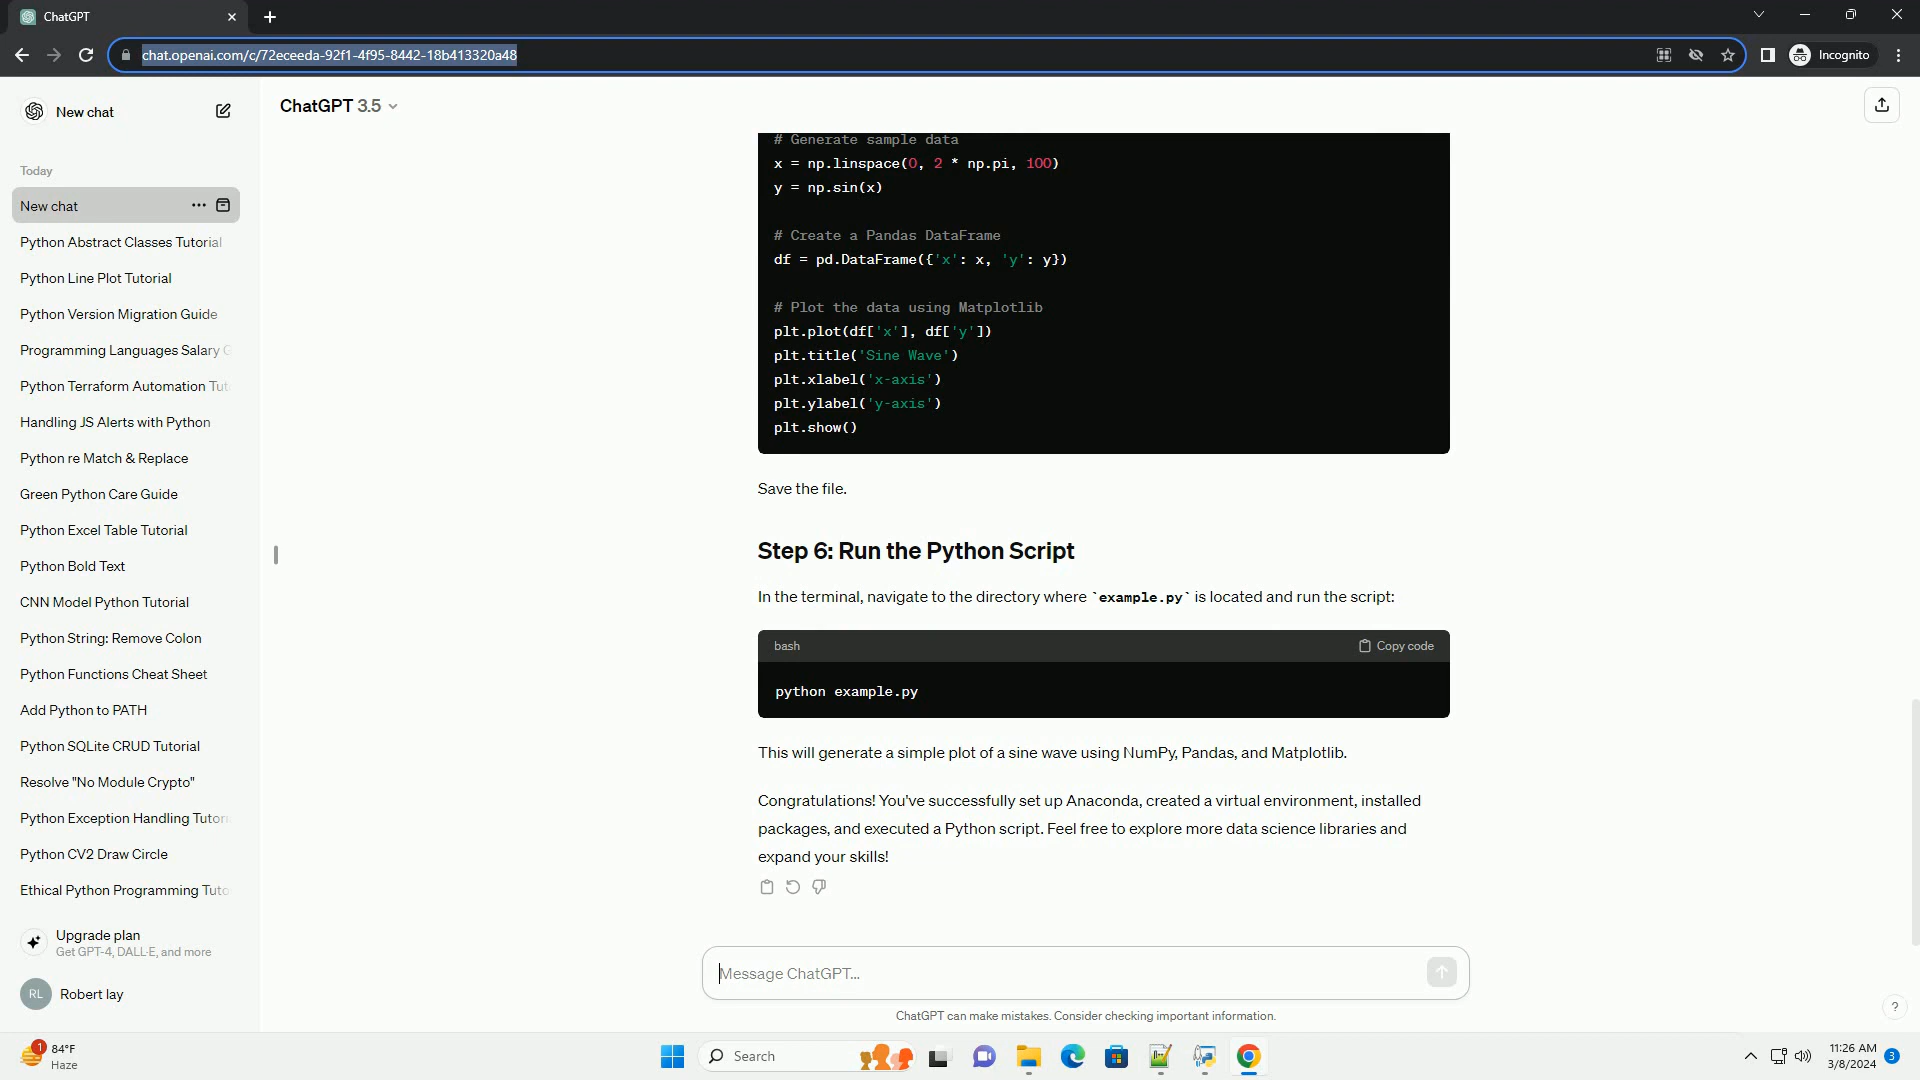 ChatGPT
chat.openai.com/c/72eceeda-92f1-4f95-8442-18b413320a48
Incognito
New chat
Today
New chat
Python Abstract Classes Tutorial
Python Line Plot Tutorial
Python Version Migration Guide
Programming Languages Salary G
Python Terraform Automation Tut
Handling JS Alerts with Python
Python re Match & Replace
Green Python Care Guide
Python Excel Table Tutorial
Python Bold Text
CNN Model Python Tutorial
Python String: Remove Colon
Python Functions Cheat Sheet
Add Python to PATH
Python SQLite CRUD Tutorial
Resolve "No Module Crypto"
Python Exception Handling Tutori
Python CV2 Draw Circle
Ethical Python Programming Tuto
Upgrade plan
Get GPT-4, DALL·E, and more
RL Robert lay
ChatGPT 3.5
# Generate sample data
x = np.linspace(0, 2 * np.pi, 100)
y = np.sin(x)
# Create a Pandas DataFrame
df = pd.DataFrame({'x': x, 'y': y})
# Plot the data using Matplotlib
plt.plot(df['x'], df['y'])
plt.title('Sine Wave')
plt.xlabel('x-axis')
plt.ylabel('y-axis')
plt.show()
Save the file.
Step 6: Run the Python Script
In the terminal, navigate to the directory where `example.py` is located and run the script:
bash Copy code
python example.py
This will generate a simple plot of a sine wave using NumPy, Pandas, and Matplotlib.
Congratulations! You've successfully set up Anaconda, created a virtual environment, installed
packages, and executed a Python script. Feel free to explore more data science libraries and
expand your skills!
Message ChatGPT...
ChatGPT can make mistakes. Consider checking important information.
?
1
84°F
Haze
Search
11:26 AM
3/8/2024
3